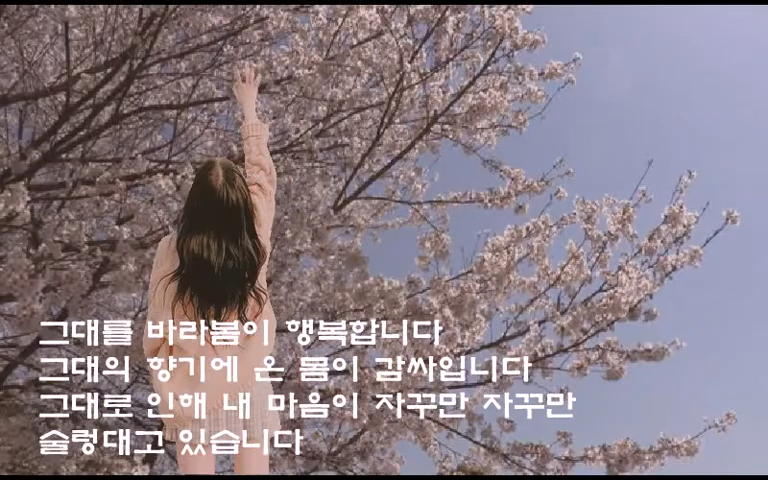 그대를 바라봄이 행복합니다
그대의 향기에 온 몸이 감싸입니다
그대로 인해 내 마음이 자꾸만 자꾸만
술렁대고 있습니다